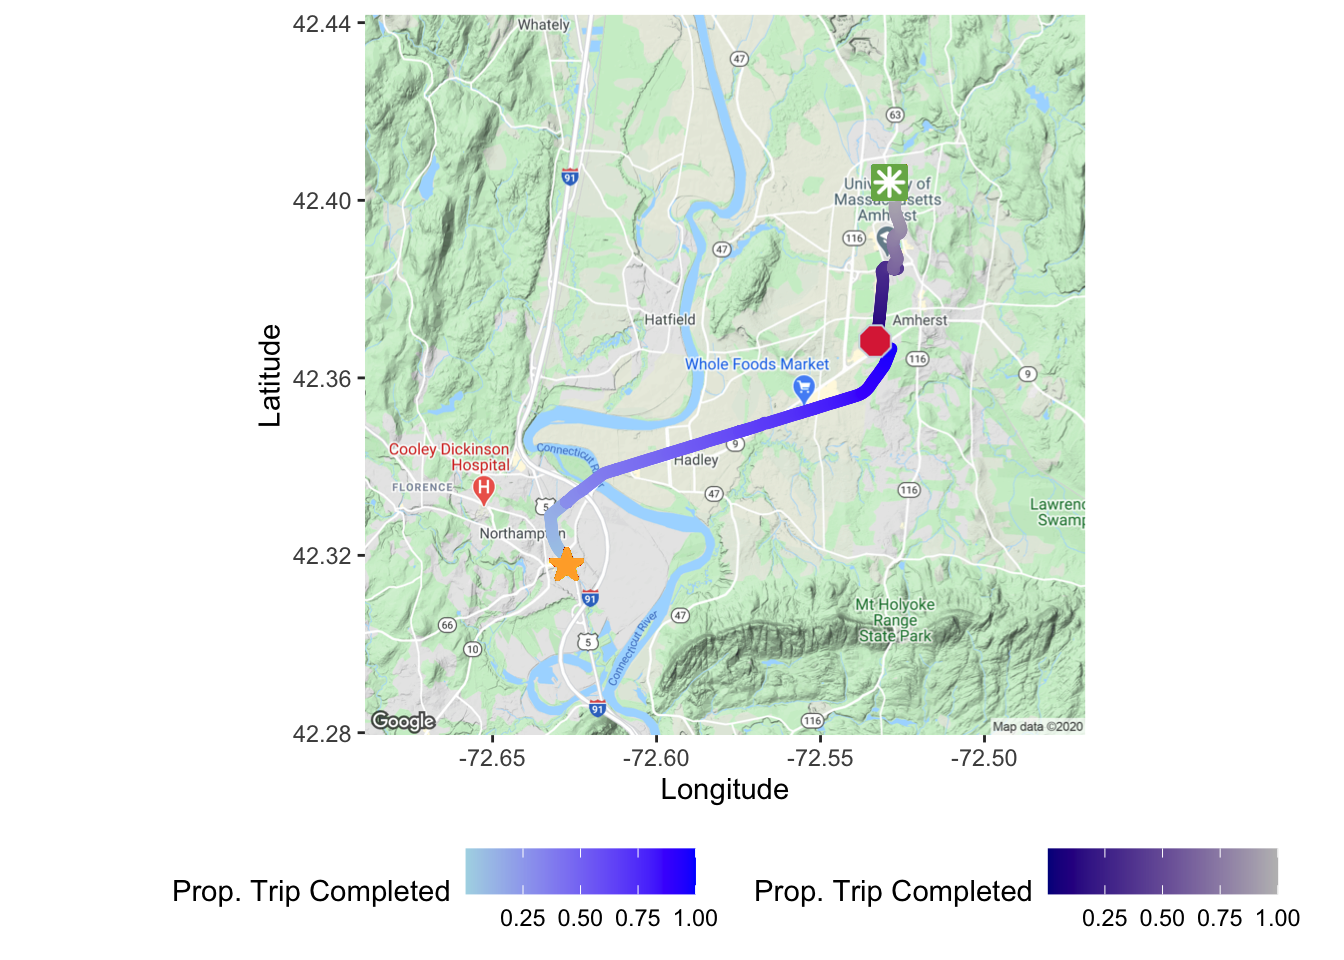 42.44
Whately
47
63
91
42.40
University of
Massachusetts
Amherst
116
47
Hatfield
Amherst
Latitude
Whole Foods Market
116
42.36
9
Cooley Dickinson
Hospital
H
FLORENCE
Connecticut R
9
Hadley
47
116
Lawrenc
Swamp
5
Northampton
42.32
91
47
Mt Holyoke
Range
State Park
66
10
5
Connecticut River
91
116
Google
Map data ©2020
42.28
-72.65 -72.60 -72.55 -72.50
Longitude
Prop. Trip Completed
0.25 0.50 0.75 1.00
Prop. Trip Completed
0.25 0.50 0.75 1.00